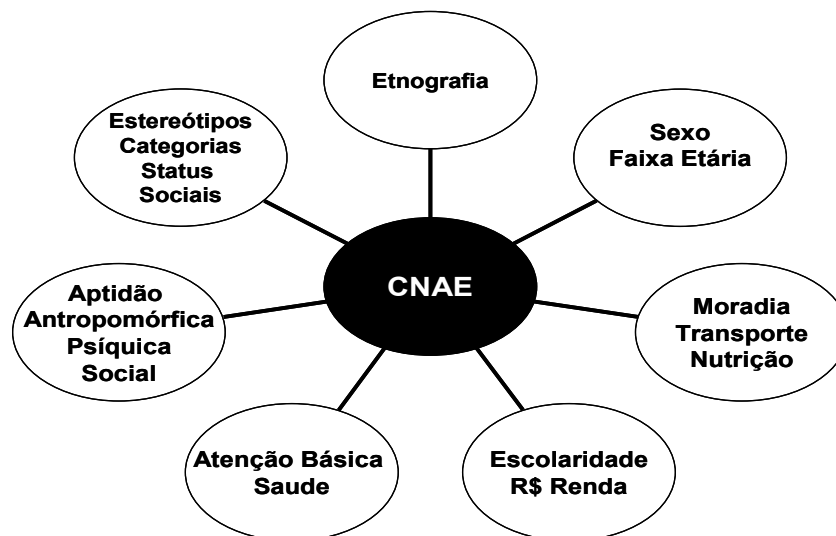 Etnografia
Estereótipos
Categorias
Status
Sociais
Sexo
Faixa Etária
CNAE
Aptidão
Antropomórfica
Psíquica
Social
Moradia
Transporte
Nutrição
Atenção Básica
Saude
Escolaridade
R$ Renda